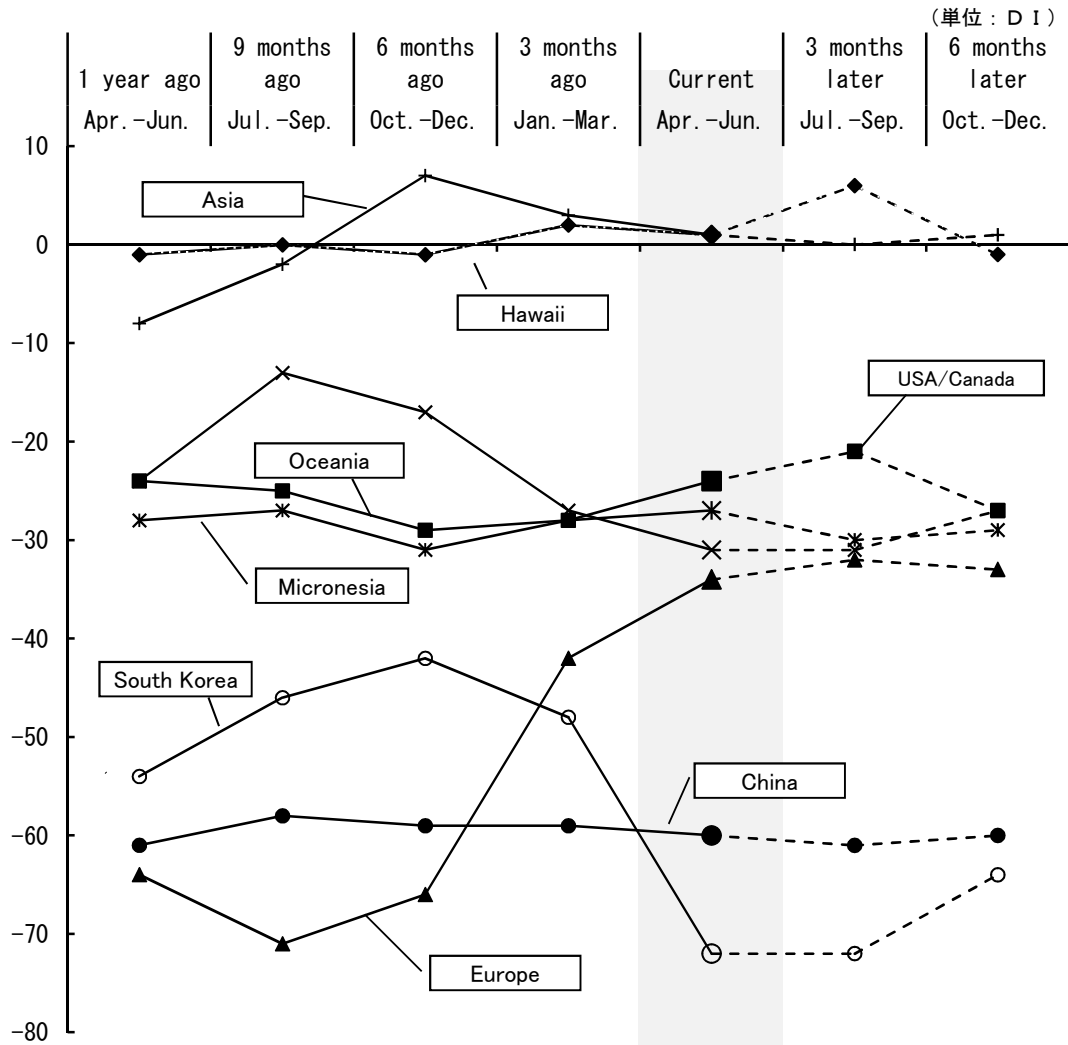 （単位：ＤＩ）
1 year ago
9 months ago
6 months ago
3 months ago
Current
3 months later
6 months later
Apr.-Jun.
Jul.-Sep.
Oct.-Dec.
Jan.-Mar.
Apr.-Jun.
Jul.-Sep.
Oct.-Dec.
10
0
-10
-20
-30
-40
-50
-60
-70
-80
Asia
Hawaii
USA/Canada
Oceania
Micronesia
South Korea
China
Europe